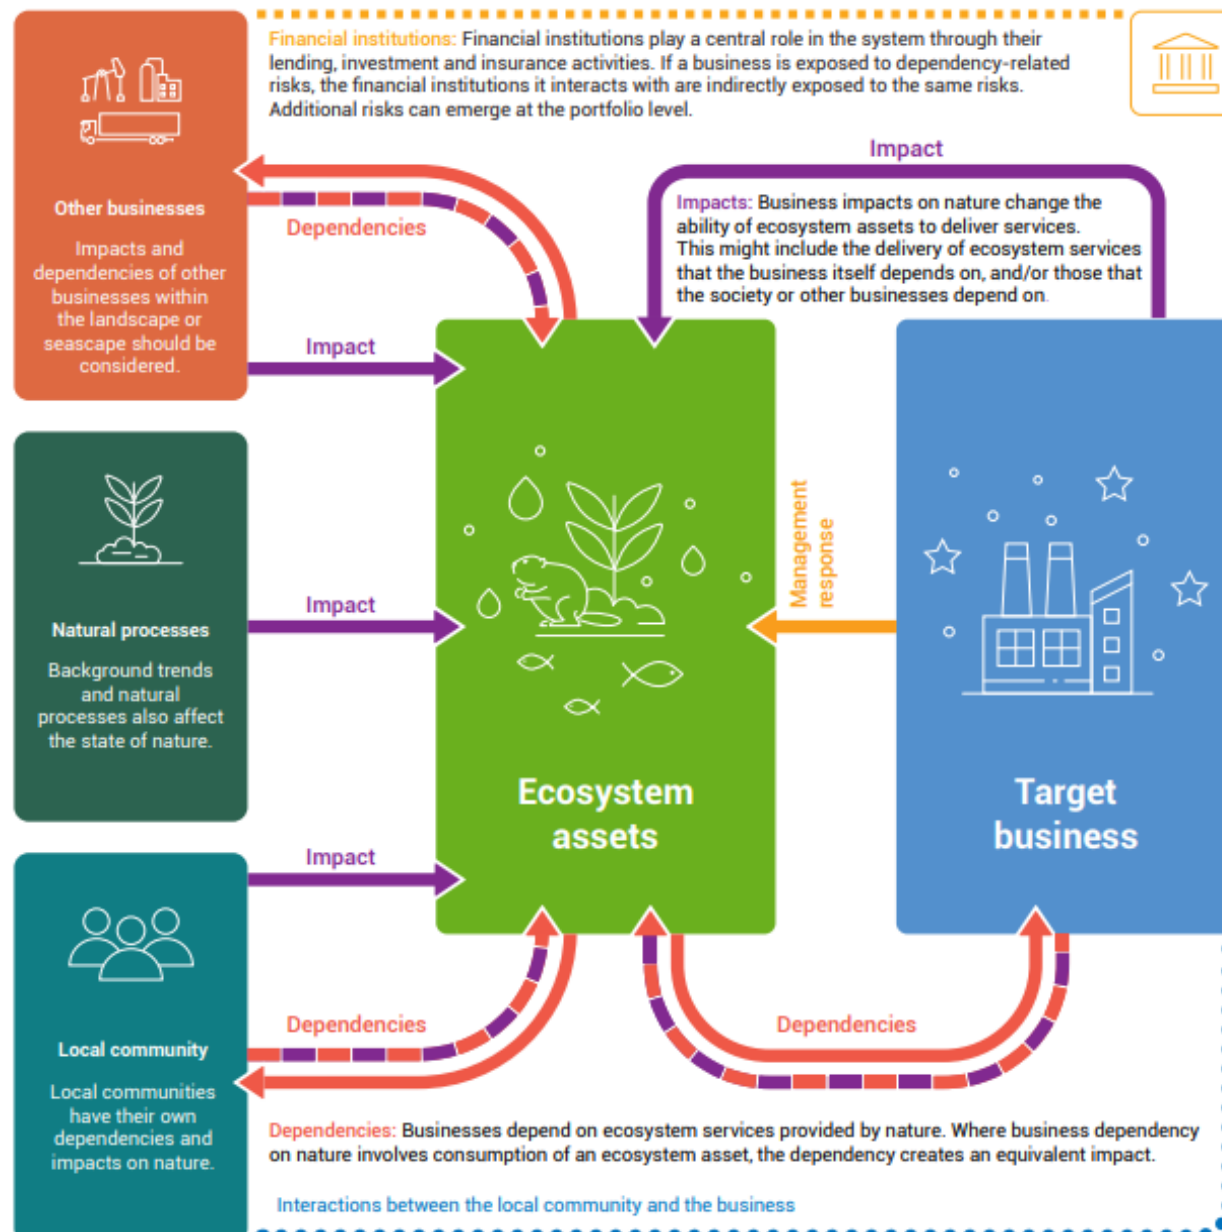 Financial institutions: Financial institutions play a central role in the system through their
lending, investment and insurance activities. If a business is exposed to dependency-related
risks, the financial institutions it interacts with are indirectly exposed to the same risks.
Additional risks can emerge at the portfolio level.
Other businesses
Impacts and
dependencies of other
businesses within
the landscape or
seascape should be
considered.
Dependencies
Impact
Impact
Impacts: Business impacts on nature change the
ability of ecosystem assets to deliver services.
This might include the delivery of ecosystem services
that the business itself depends on, and/or those that
the society or other businesses depend on.
Natural processes
Background trends
and natural
processes also affect
the state of nature.
Impact
Management
response
Ecosystem
assets
Target
business
Local community
Local communities
have their own
dependencies and
impacts on nature.
Impact
Dependencies
Dependencies
Dependencies: Businesses depend on ecosystem services provided by nature. Where business dependency
on nature involves consumption of an ecosystem asset, the dependency creates an equivalent impact.
Interactions between the local community and the business